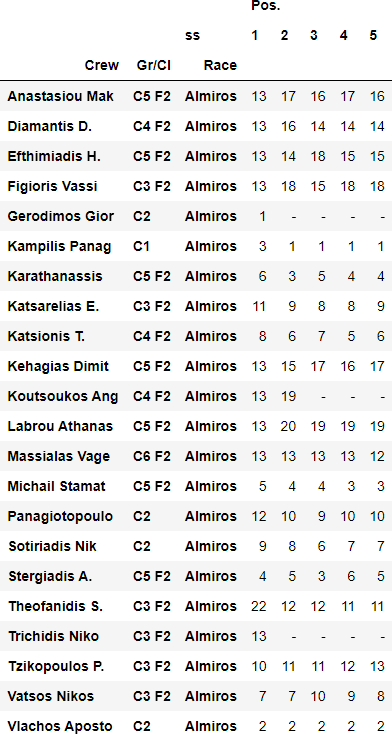 Pos.
ss 1 2 3 4 5
Crew Gr/Cl Race
Anastasiou Mak C5 F2 Almiros 13 17 16 17 16
Diamantis D. C4 F2 Almiros 13 16 14 14 14
Efthimiadis H. C5 F2 Almiros 13 14 18 15 15
Figioris Vassi C3 F2 Almiros 13 18 15 18 18
Gerodimos Gior C2 Almiros 1 - - - -
Kampilis Panag C1 Almiros 3 1 1 1 1
Karathanassis C5 F2 Almiros 6 3 5 4 4
Katsarelias E. C3 F2 Almiros 11 9 8 8 9
Katsionis T. C4 F2 Almiros 8 6 7 5 6
Kehagias Dimit C5 F2 Almiros 13 15 17 16 17
Koutsoukos Ang C4 F2 Almiros 13 19 - - -
Labrou Athanas C5 F2 Almiros 13 20 19 19 19
Massialas Vage C6 F2 Almiros 13 13 13 13 12
Michail Stamat C5 F2 Almiros 5 4 4 3 3
Panagiotopoulo C2 Almiros 12 10 9 10 10
Sotiriadis Nik C2 Almiros 9 8 6 7 7
Stergiadis A. C5 F2 Almiros 4 5 3 6 5
Theofanidis S. C3 F2 Almiros 22 12 12 11 11
Trichidis Niko C3 F2 Almiros 13 - - - -
Tzikopoulos P. C3 F2 Almiros 10 11 11 12 13
Vatsos Nikos C3 F2 Almiros 7 7 10 9 8
Vlachos Aposto C2 Almiros 2 2 2 2 2